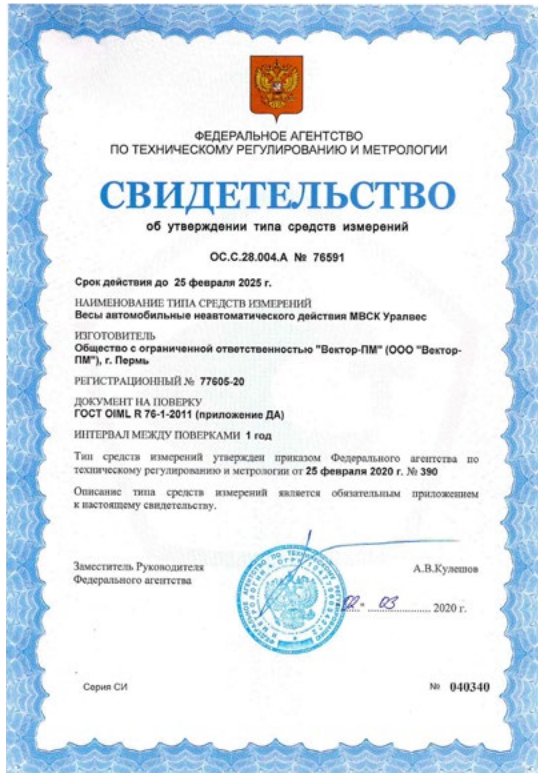 ФЕДЕРАЛЬНОЕ АГЕНТСТВО
ПО ТЕХНИЧЕСКОМУ РЕГУЛИРОВАНИЮ И МЕТРОЛОГИИ
СВИДЕТЕЛЬСТВО
об утверждении типа средств измерений
ОС.С.28.004.А № 76591
Срок действия до 25 февраля 2025 г.
НАИМЕНОВАНИЕ ТИПА СРЕДСТВ ИЗМЕРЕНИЙ
Весы автомобильные неавтоматического действия МВСК Уралвес
ИЗГОТОВИТЕЛЬ
Общество с ограниченной ответственностью "Вектор-ПМ" (ООО "Вектор-
ПМ"), г. Пермь
РЕГИСТРАЦИОННЫЙ № 77605-20
ДОКУМЕНТ НА ПОВЕРКУ
ГОСТ OIML R 76-1-2011 (приложение ДА)
ИНТЕРВАЛ МЕЖДУ ПОВЕРКАМИ 1 год
Тип средств измерений утвержден приказом Федерального агентства по
техническому регулированию и метрологии от 25 февраля 2020 г. № 390
Описание типа средств измерений является обязательным приложением
к настоящему свидетельству.
Заместитель Руководителя
Федерального агентства
А.В.Кулешов
02 . 03 2020 г.
Серия СИ
№ 040340